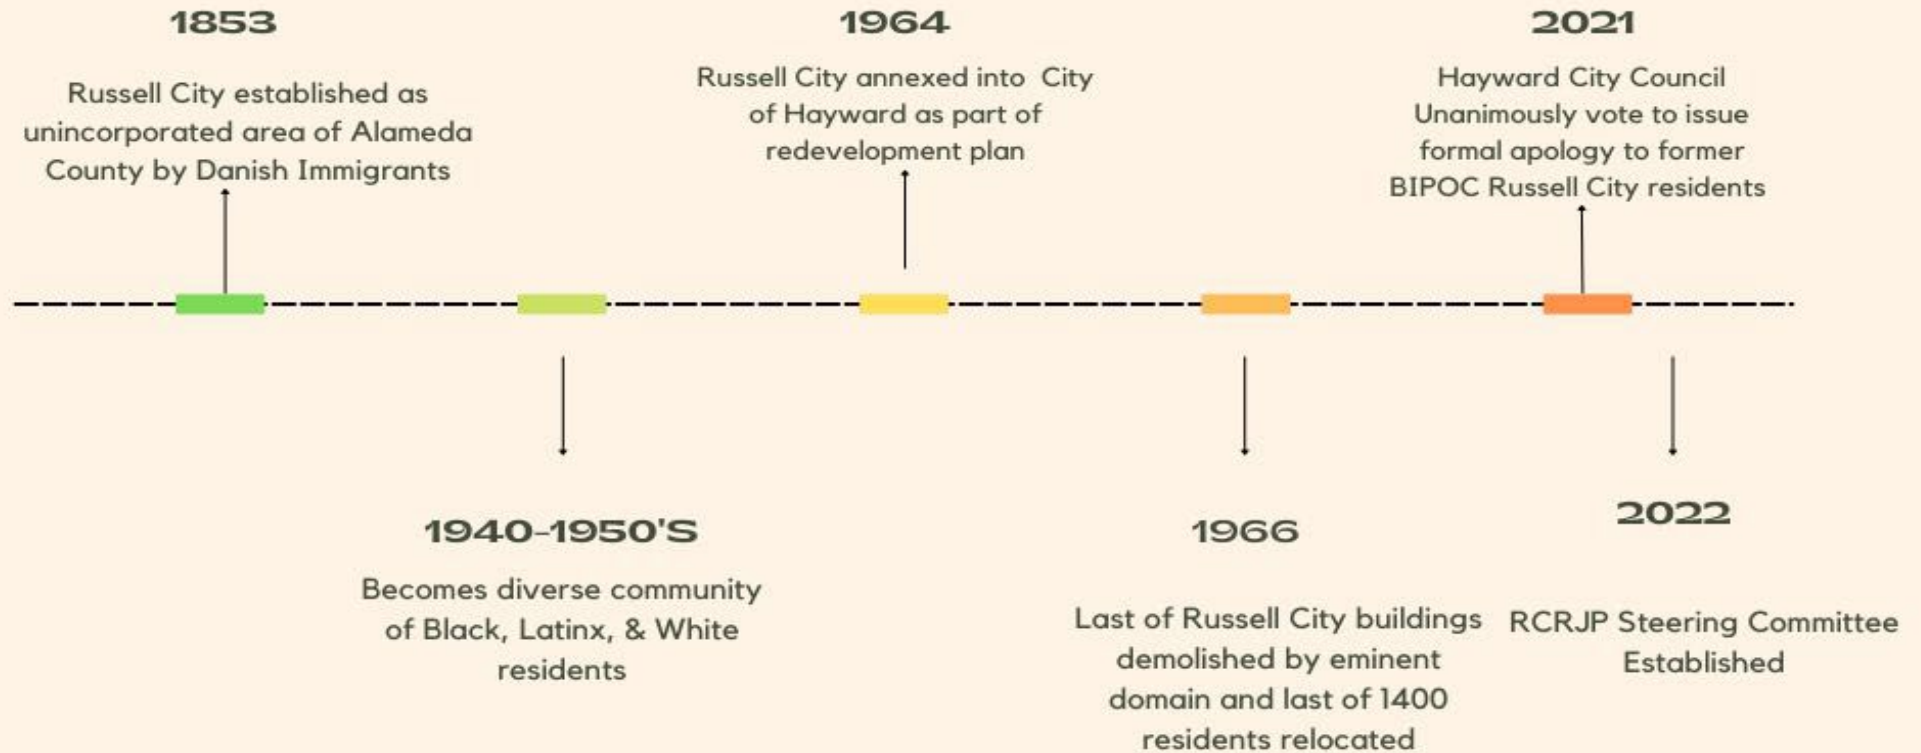 1853
Russell City established as
unincorporated area of Alameda
County by Danish Immigrants
1940-1950'S
Becomes diverse community
of Black, Latinx, & White
residents
1964
Russell City annexed into  City
of Hayward as part of
redevelopment plan
1966
Last of Russell City buildings
demolished by eminent
domain and last of 1400
residents relocated
2021
Hayward City Council
Unanimously vote to issue
formal apology to former
BIPOC Russell City residents
2022
RCRJP Steering Committee
Established